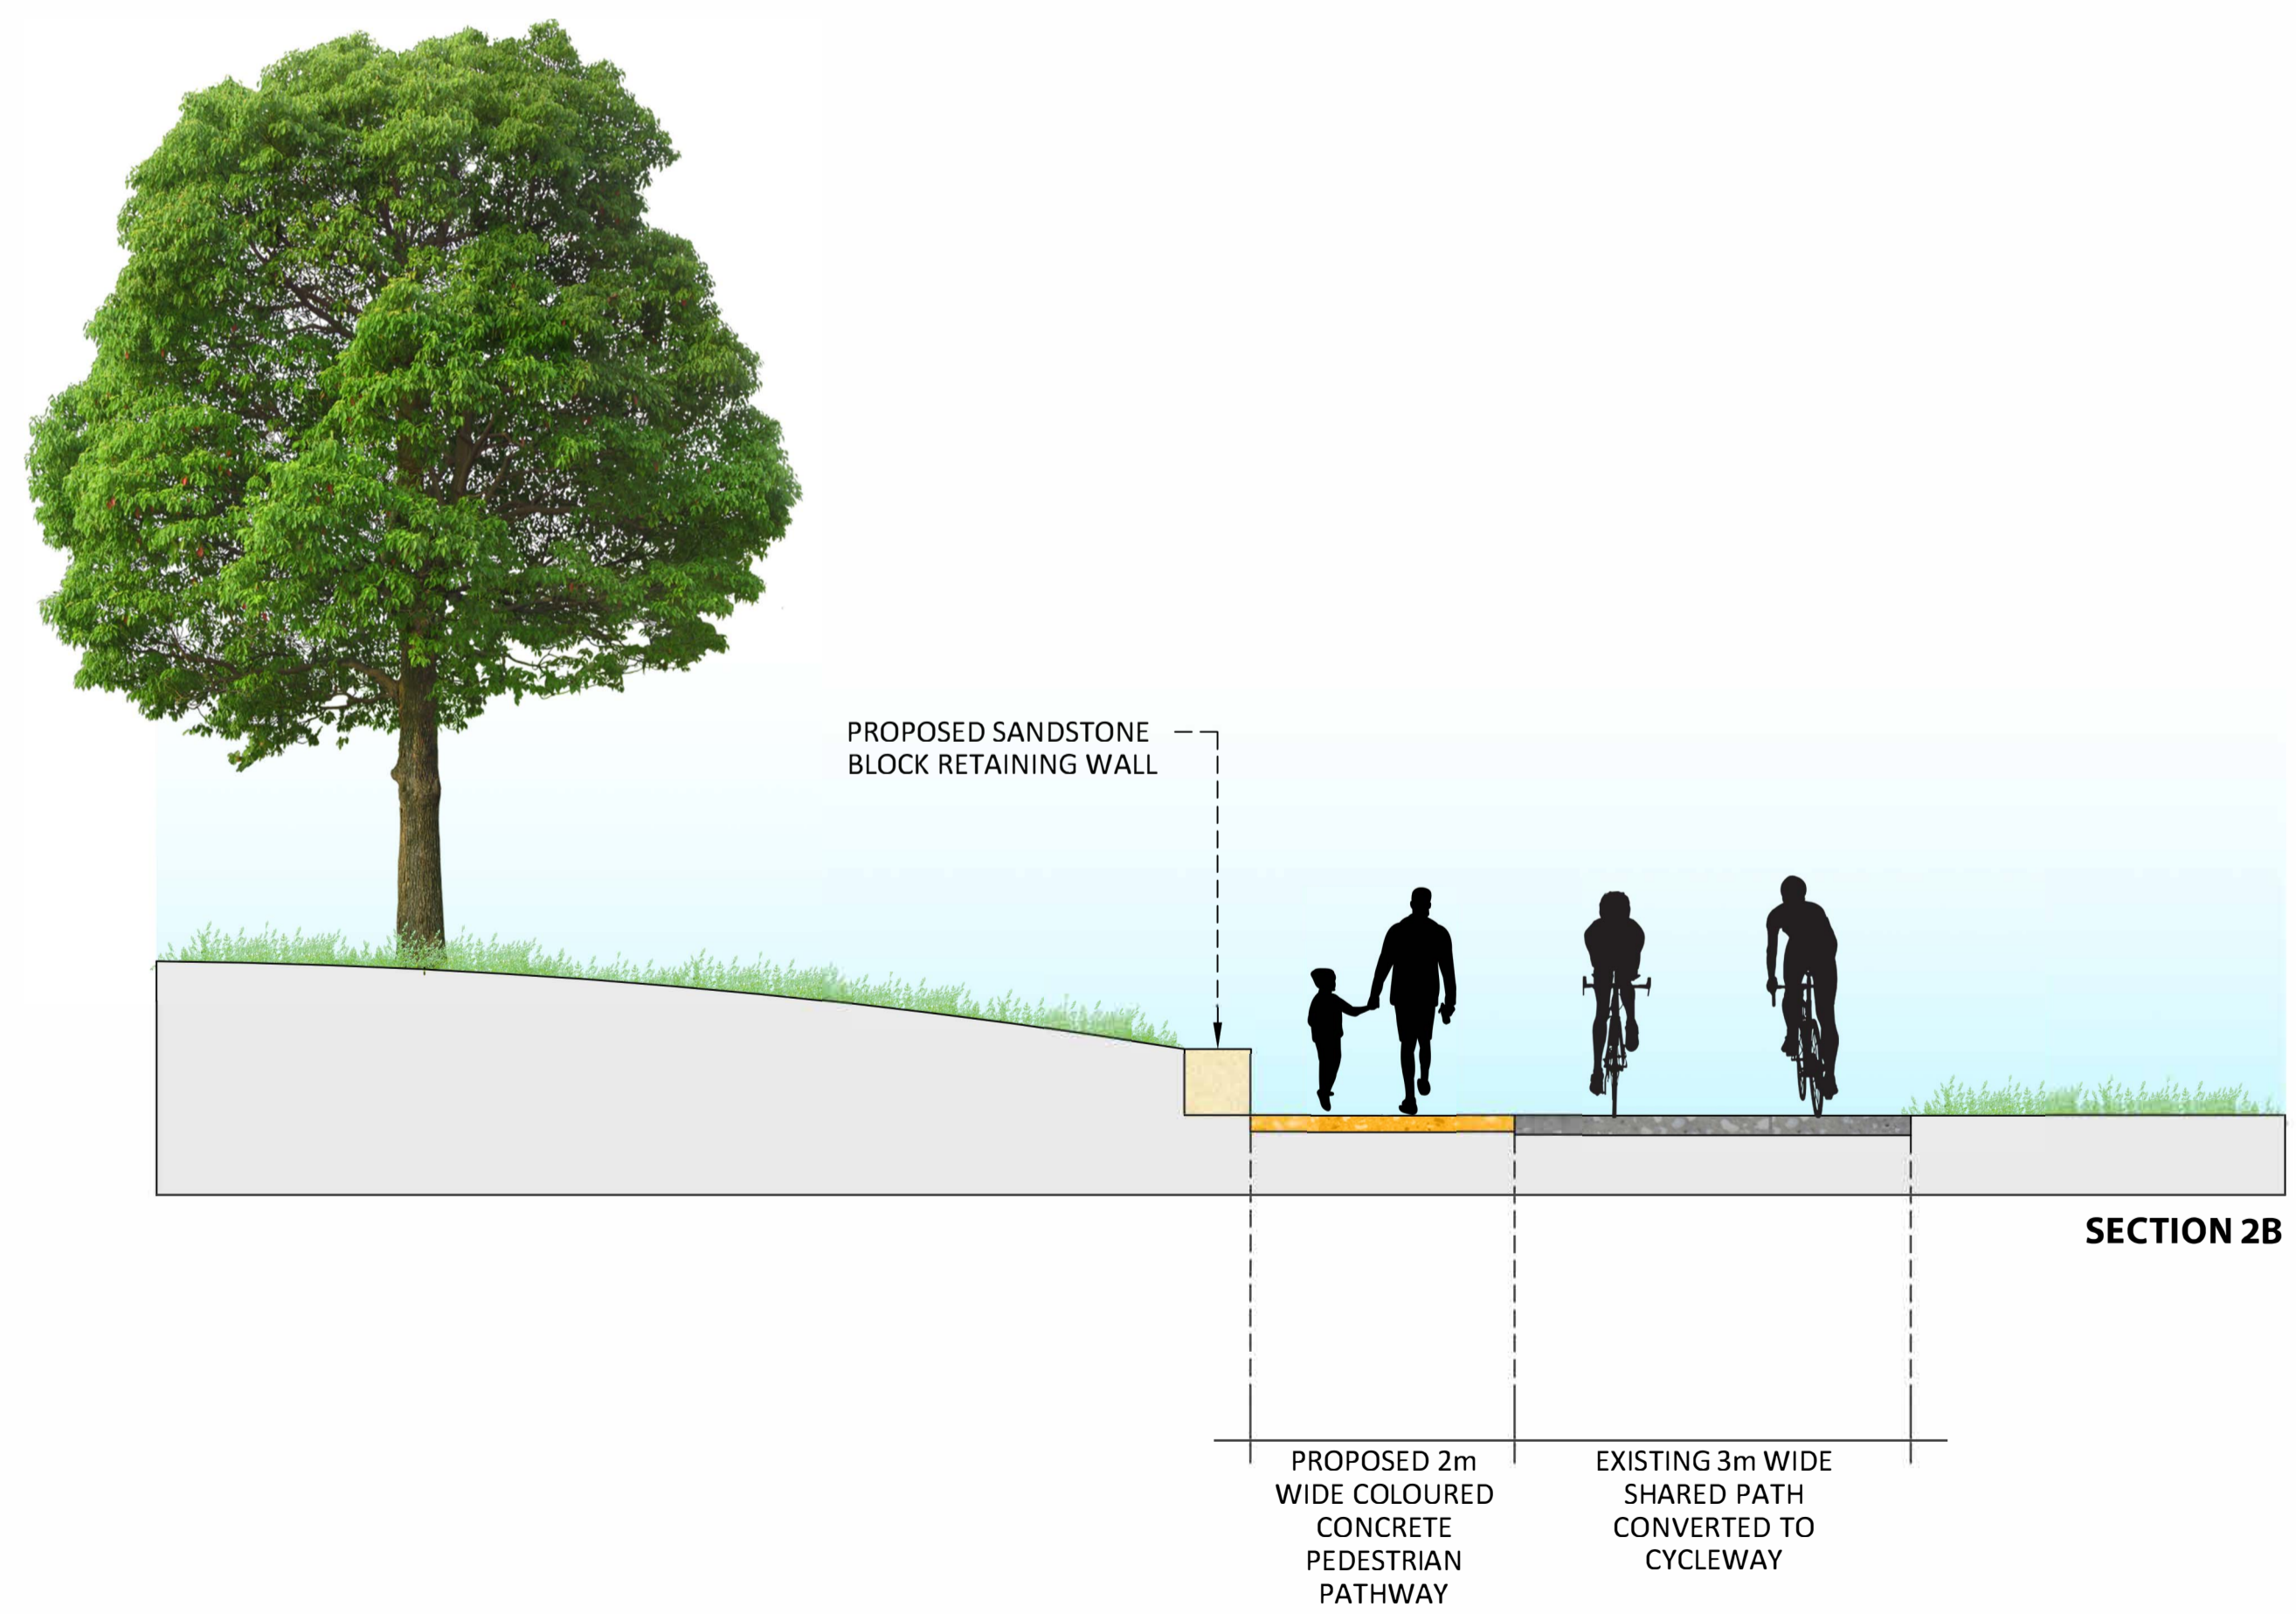 PROPOSED SANDSTONE
BLOCK RETAINING WALL
SECTION 2B
PROPOSED 2m
WIDE COLOURED
CONCRETE
PEDESTRIAN
PATHWAY
EXISTING 3m WIDE
SHARED PATH
CONVERTED TO
CYCLEWAY